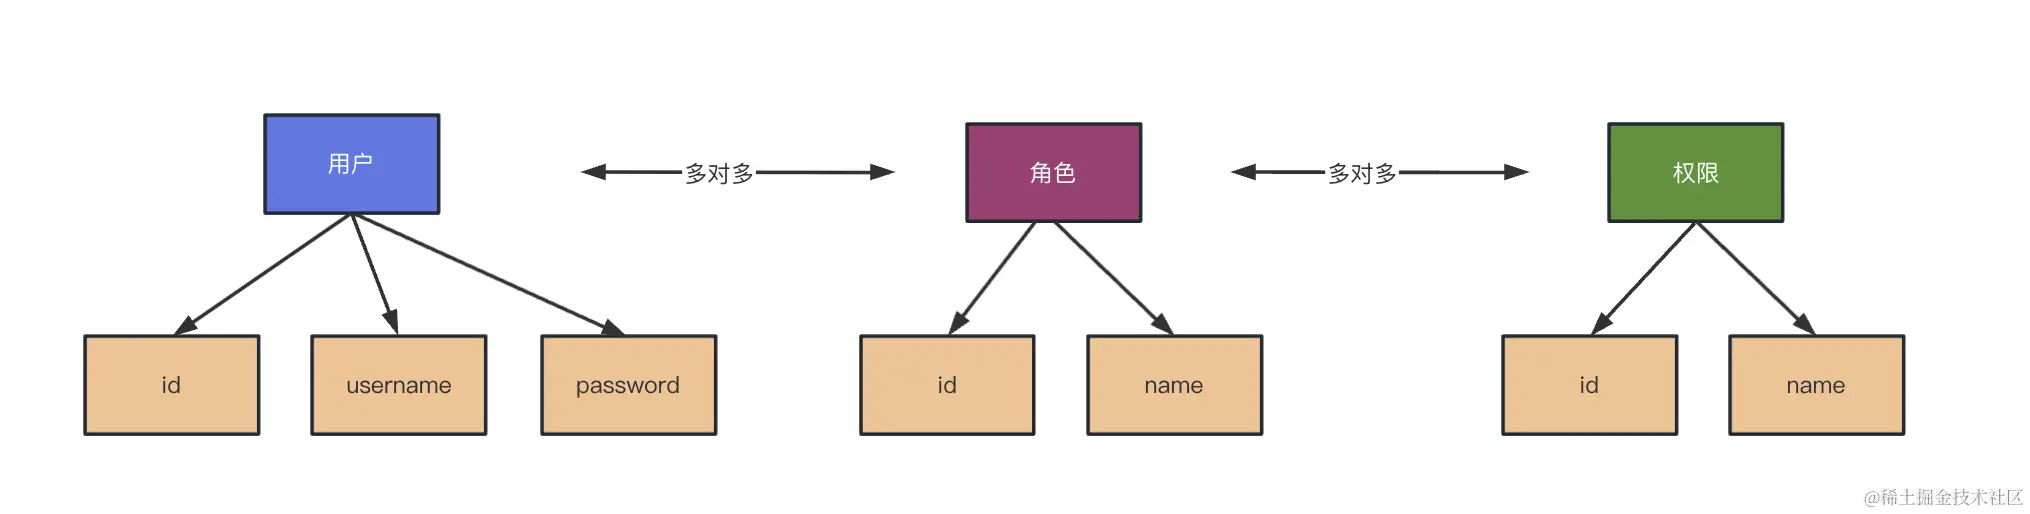 用户
多对多
角色
多对多
权限
id
username
password
id
name
id
name
@稀土掘金技术社区